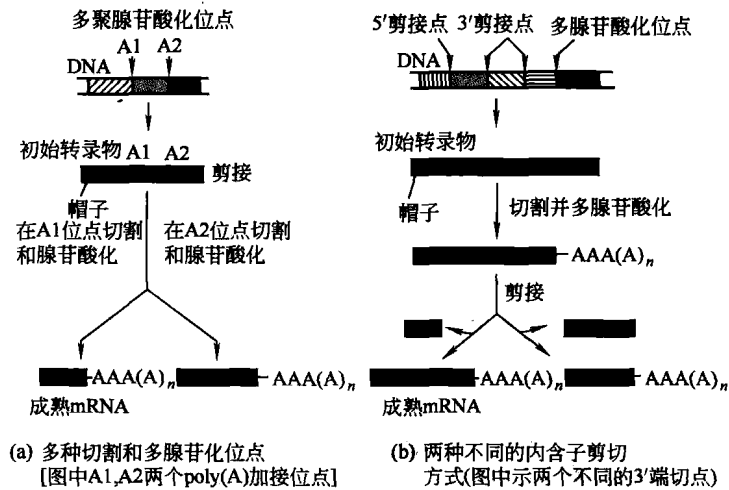 多聚腺苷酸化位点
A1 A2
DNA
初始转录物 A1 A2
剪接
帽子
在A1位点切割
和腺苷酸化
在A2位点切割
和腺苷酸化
AAA(A)n
AAA(A)n
成熟mRNA
(a) 多种切割和多腺苷化位点
[图中A1,A2两个poly(A)加接位点]
5'剪接点 3'剪接点 多腺苷酸化位点
DNA
初始转录物
帽子
切割并多腺苷酸化
AAA(A)n
剪接
AAA(A)n
AAA(A)n
成熟mRNA
(b) 两种不同的内含子剪切
方式(图中示两个不同的3'端切点)